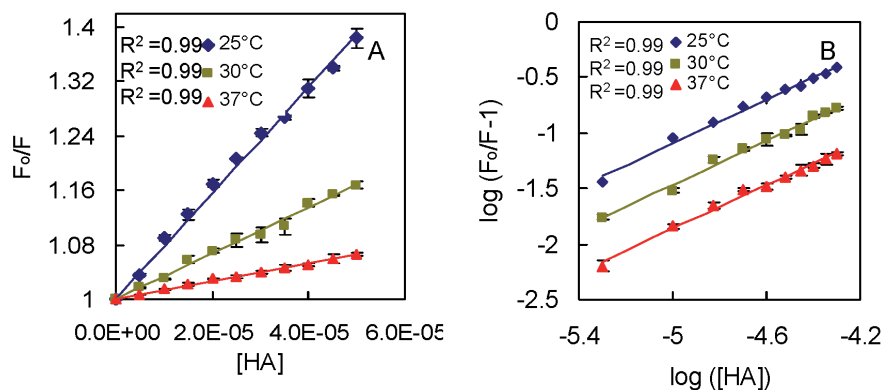 A
R² =0.99 25°C
R² =0.99 30°C
R² =0.99 37°C
1.4
1.32
1.24
1.16
1.08
1
Fo/F
0.0E+00 2.0E-05 4.0E-05 6.0E-05
[HA]
B
R² =0.99 25°C
R² =0.99 30°C
R² =0.99 37°C
-0
-0.5
-1
-1.5
-2
-2.5
log (Fo/F-1)
-5.4 -5 -4.6 -4.2
log ([HA])